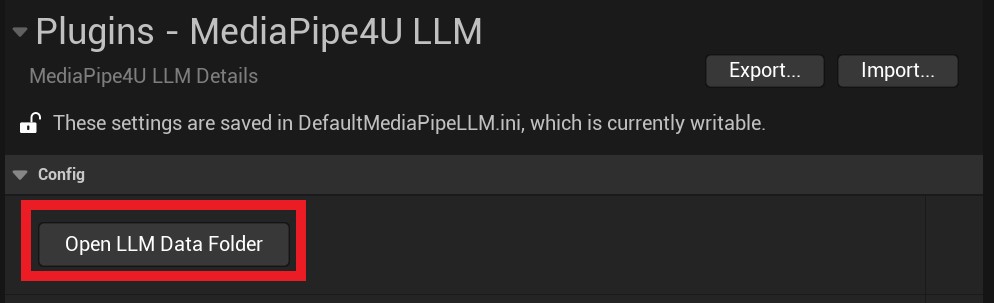 Plugins - MediaPipe4U LLM
MediaPipe4U LLM Details
Export...
Import...
These settings are saved in DefaultMediaPipeLLM.ini, which is currently writable.
Config
Open LLM Data Folder